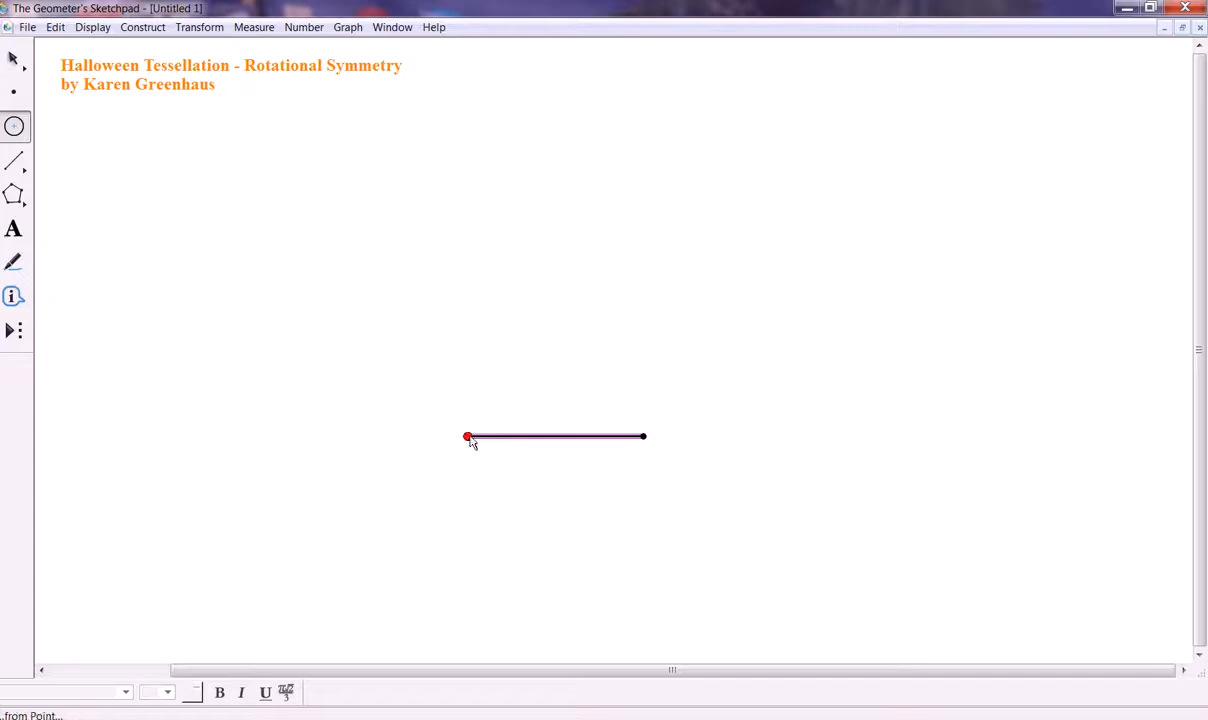 The Geometer's Sketchpad - [Untitled 1]
File Edit Display Construct Transform Measure Number Graph Window Help
Halloween Tessellation - Rotational Symmetry
by Karen Greenhaus
A
i
B I U
..from Point...